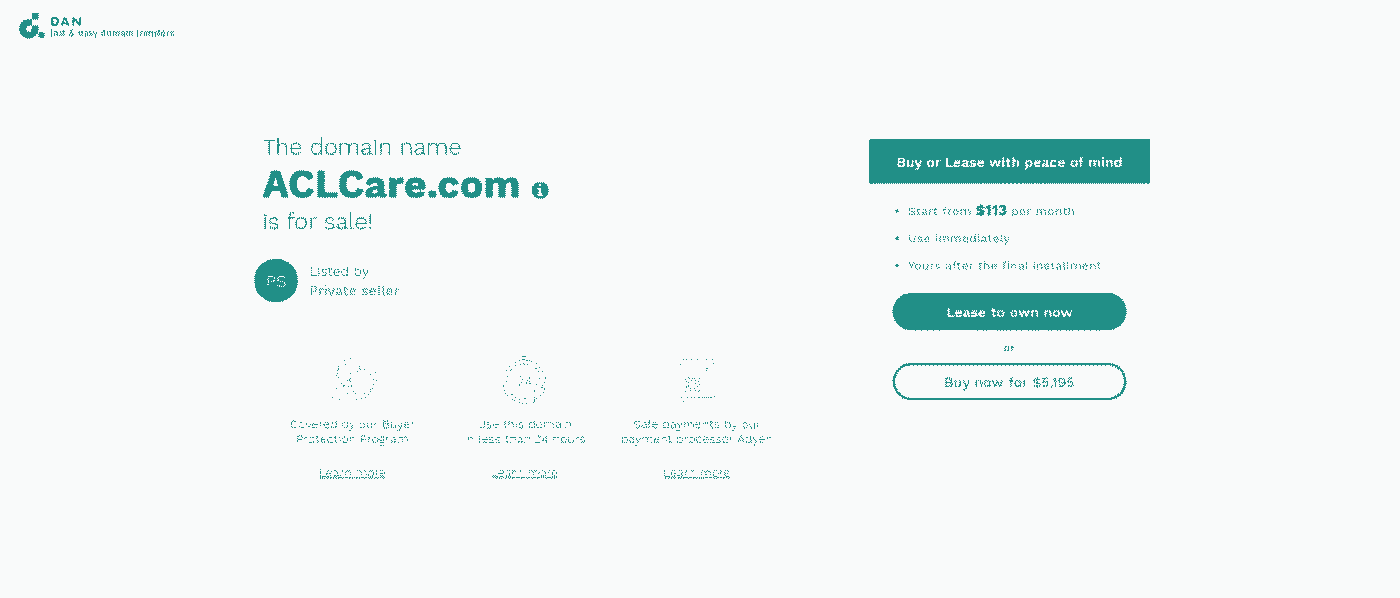 DAN
fast & easy domain transfers
The domain name
ACLCare.com
is for sale!
PS
Listed by
Private seller
Covered by our Buyer
Protection Program
Learn more
24
Use this domain
in less than 24 hours
Learn more
Safe payments by our
payment processor Adyen
Learn more
Buy or Lease with peace of mind
• Start from $113 per month
• Use immediately
• Yours after the final installment
Lease to own now
or
Buy now for $5,195